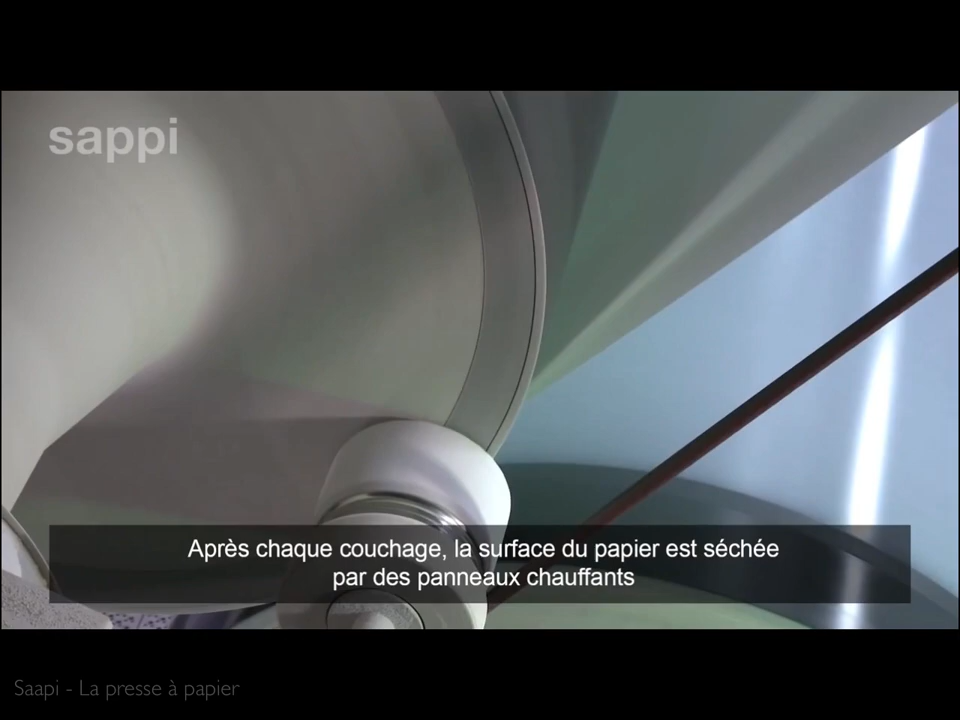 sappi
Après chaque couchage, la surface du papier est séchée
par des panneaux chauffants
Saapi - La presse à papier